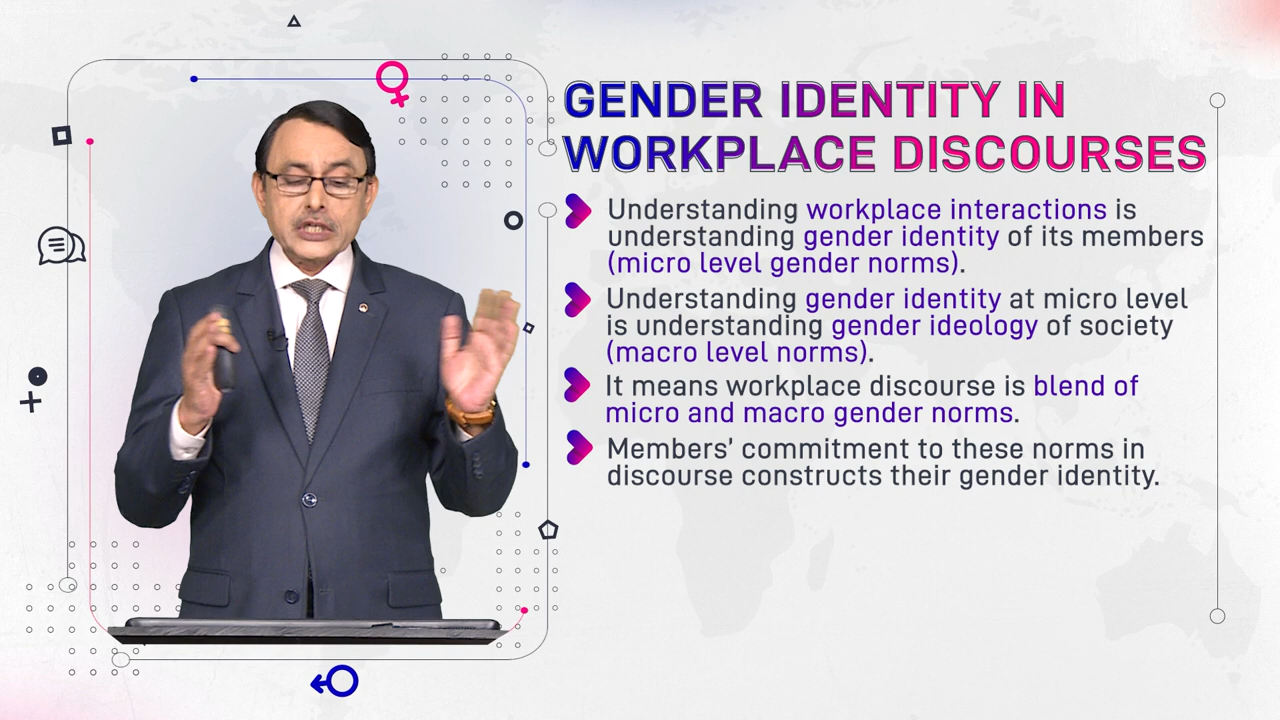 GENDER IDENTITY IN
WORKPLACE DISCOURSES
Understanding workplace interactions is
understanding gender identity of its members
(micro level gender norms).
Understanding gender identity at micro level
is understanding gender ideology of society
(macro level norms).
It means workplace discourse is blend of
micro and macro gender norms.
Members' commitment to these norms in
discourse constructs their gender identity.